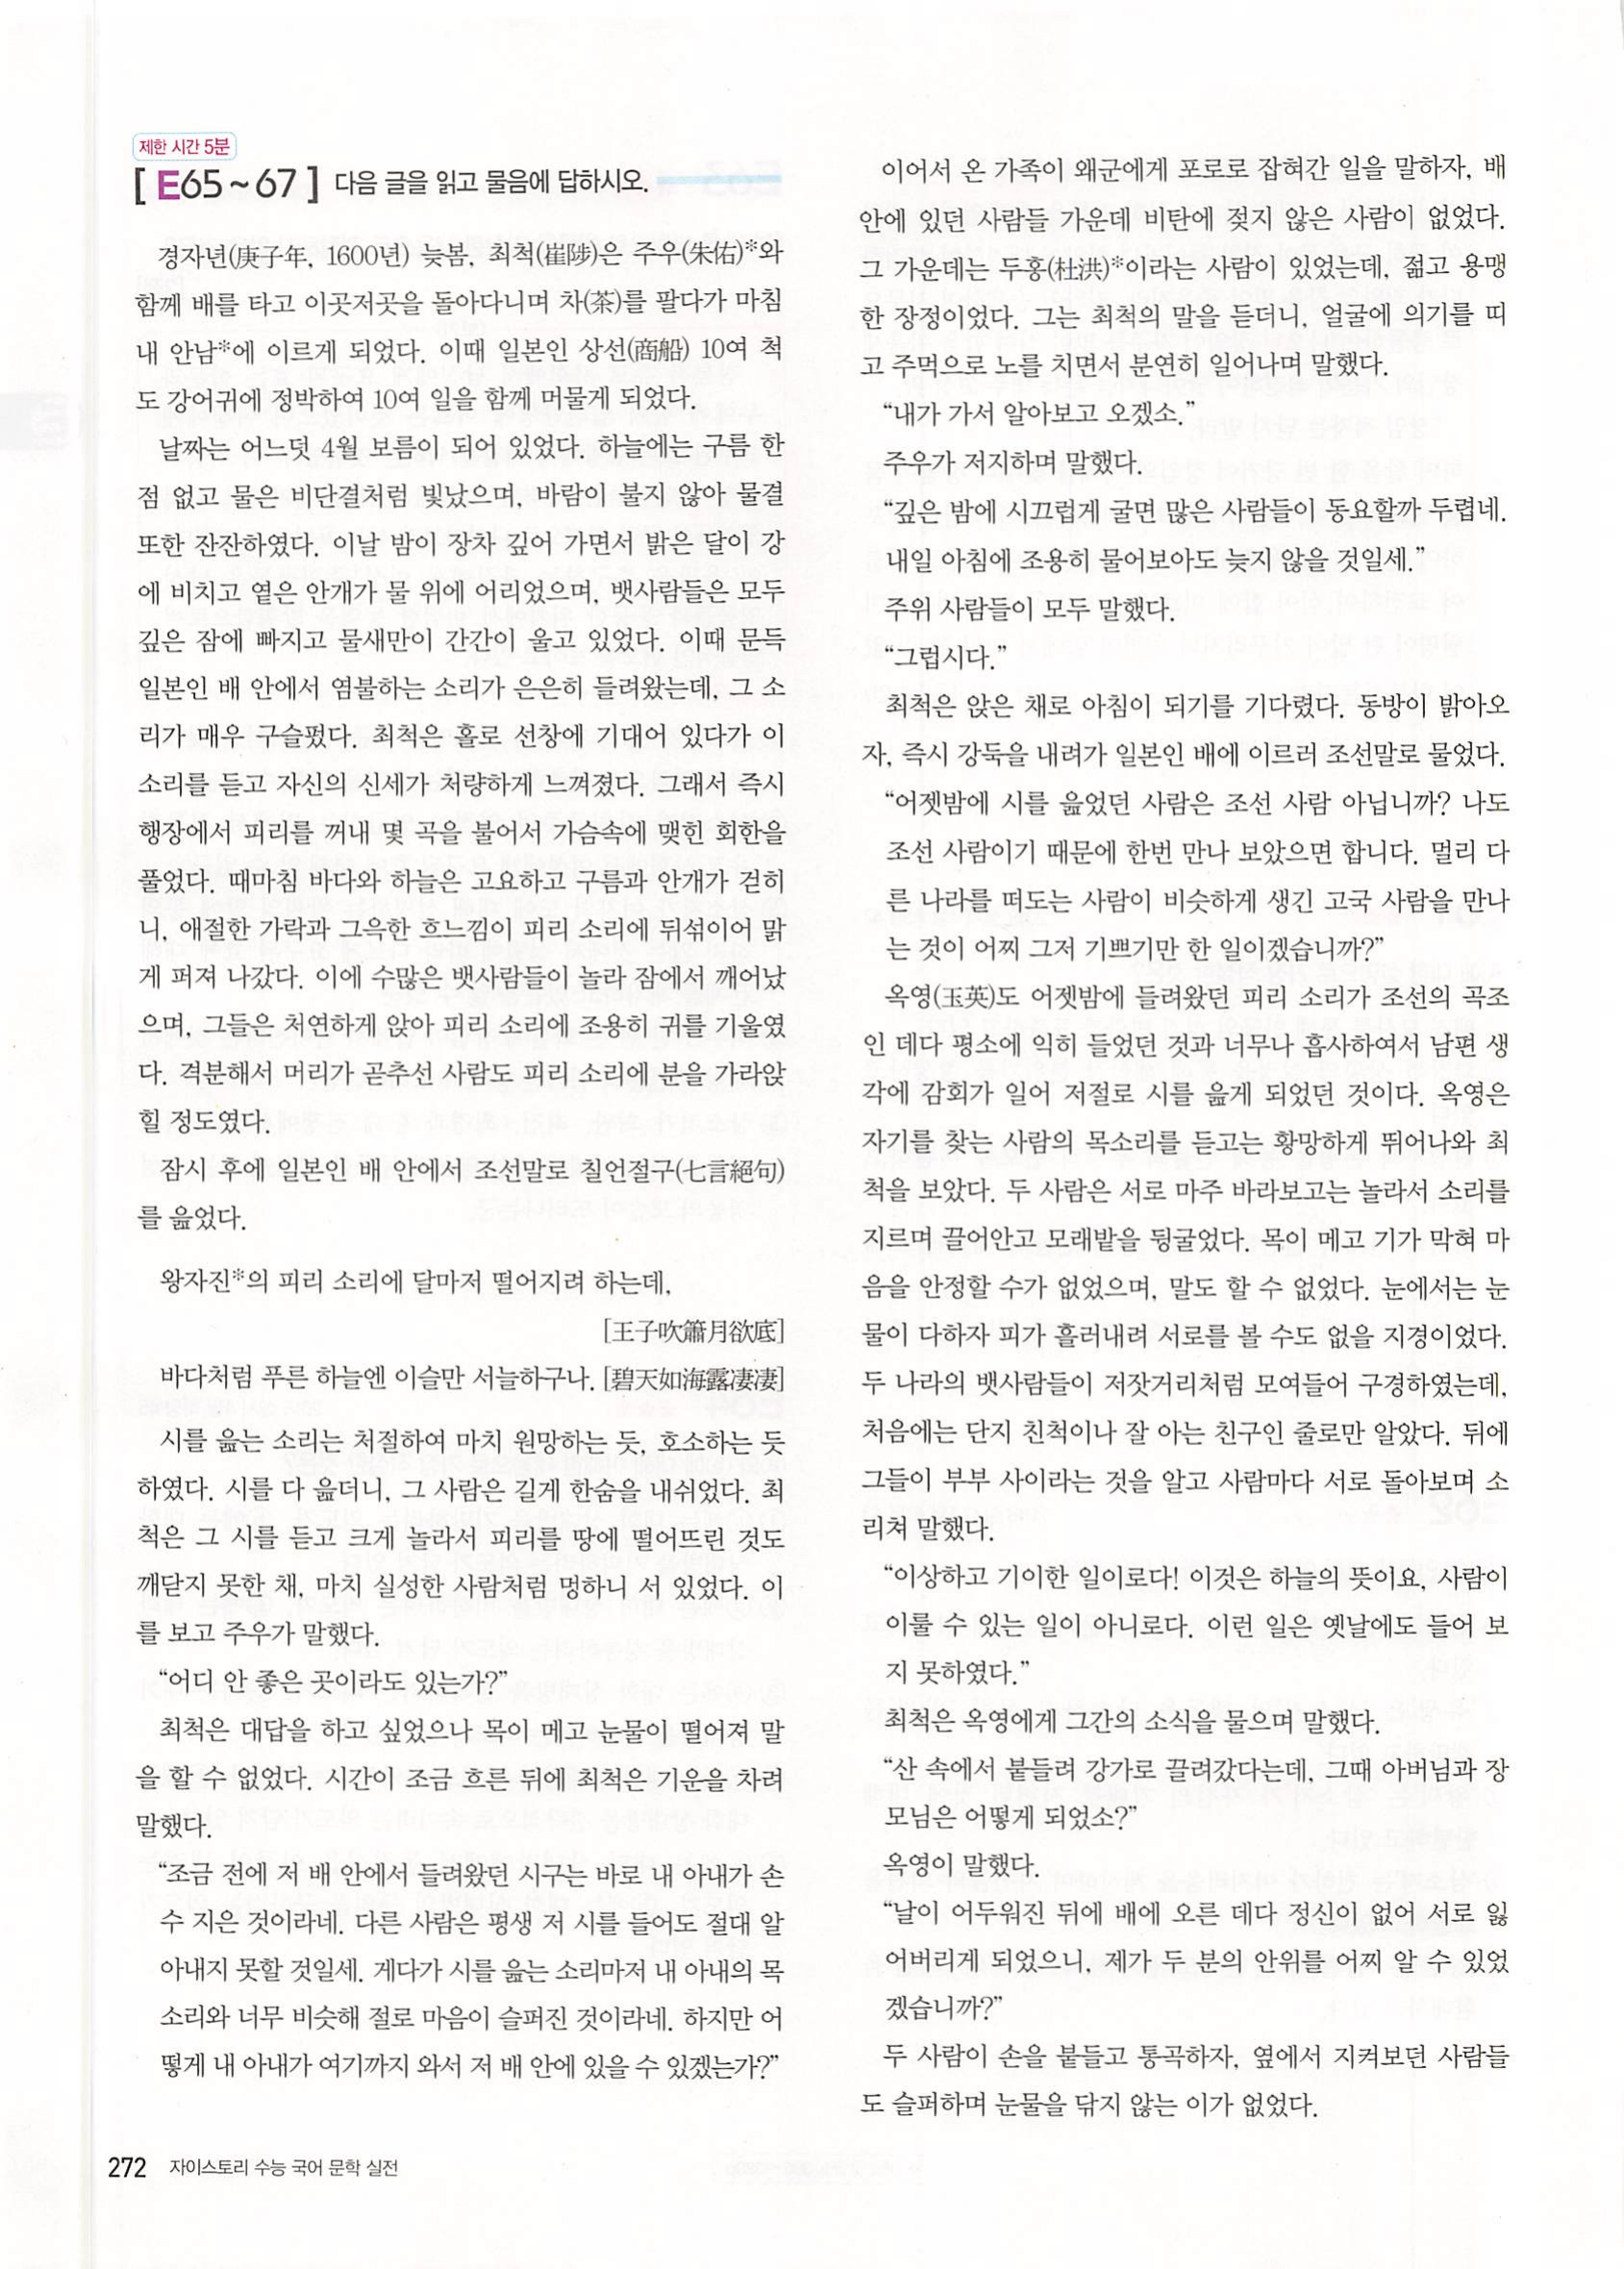 제한 시간 5분
[ E65~67 ] 다음 글을 읽고 물음에 답하시오.
경자년(庚子年, 1600년) 늦봄, 최척(崔陟)은 주우(朱佑)*와
함께 배를 타고 이곳저곳을 돌아다니며 차(茶)를 팔다가 마침
내 안남*에 이르게 되었다. 이때 일본인 상선(商船) 10여 척
도 강어귀에 정박하여 10여 일을 함께 머물게 되었다.
날짜는 어느덧 4월 보름이 되어 있었다. 하늘에는 구름 한
점 없고 물은 비단결처럼 빛났으며, 바람이 불지 않아 물결
또한 잔잔하였다. 이날 밤이 장차 깊어 가면서 밝은 달이 강
에 비치고 옅은 안개가 물 위에 어리었으며, 뱃사람들은 모두
깊은 잠에 빠지고 물새만이 간간이 울고 있었다. 이때 문득
일본인 배 안에서 염불하는 소리가 은은히 들려왔는데, 그 소
리가 매우 구슬펐다. 최척은 홀로 선창에 기대어 있다가 이
소리를 듣고 자신의 신세가 처량하게 느껴졌다. 그래서 즉시
행장에서 피리를 꺼내 몇 곡을 불어서 가슴속에 맺힌 회한을
풀었다. 때마침 바다와 하늘은 고요하고 구름과 안개가 걷히
니, 애절한 가락과 그윽한 흐느낌이 피리 소리에 뒤섞이어 맑
게 퍼져 나갔다. 이에 수많은 뱃사람들이 놀라 잠에서 깨어났
으며, 그들은 처연하게 앉아 피리 소리에 조용히 귀를 기울였
다. 격분해서 머리가 곧추선 사람도 피리 소리에 분을 가라앉
힐 정도였다.
잠시 후에 일본인 배 안에서 조선말로 칠언절구(七言絕句)
를 읊었다.
왕자진*의 피리 소리에 달마저 떨어지려 하는데,
[王子吹簫月欲底]
바다처럼 푸른 하늘엔 이슬만 서늘하구나. [碧天如海露凄凄]
시를 읊는 소리는 처절하여 마치 원망하는 듯, 호소하는 듯
하였다. 시를 다 읊더니, 그 사람은 길게 한숨을 내쉬었다. 최
척은 그 시를 듣고 크게 놀라서 피리를 땅에 떨어뜨린 것도
깨닫지 못한 채, 마치 실성한 사람처럼 멍하니 서 있었다. 이
를 보고 주우가 말했다.
“어디 안 좋은 곳이라도 있는가?”
최척은 대답을 하고 싶었으나 목이 메고 눈물이 떨어져 말
을 할 수 없었다. 시간이 조금 흐른 뒤에 최척은 기운을 차려
말했다.
“조금 전에 저 배 안에서 들려왔던 시구는 바로 내 아내가 손
수 지은 것이라네. 다른 사람은 평생 저 시를 들어도 절대 알
아내지 못할 것일세. 게다가 시를 읊는 소리마저 내 아내의 목
소리와 너무 비슷해 절로 마음이 슬퍼진 것이라네. 하지만 어
떻게 내 아내가 여기까지 와서 저 배 안에 있을 수 있겠는가?”
이어서 온 가족이 왜군에게 포로로 잡혀간 일을 말하자, 배
안에 있던 사람들 가운데 비탄에 젖지 않은 사람이 없었다.
그 가운데는 두홍(杜洪)*이라는 사람이 있었는데, 젊고 용맹
한 장정이었다. 그는 최척의 말을 듣더니, 얼굴에 의기를 띠
고 주먹으로 노를 치면서 분연히 일어나며 말했다.
“내가 가서 알아보고 오겠소.”
주우가 저지하며 말했다.
“깊은 밤에 시끄럽게 굴면 많은 사람들이 동요할까 두렵네.
내일 아침에 조용히 물어보아도 늦지 않을 것일세.”
주위 사람들이 모두 말했다.
“그럽시다.”
최척은 앉은 채로 아침이 되기를 기다렸다. 동방이 밝아오
자, 즉시 강둑을 내려가 일본인 배에 이르러 조선말로 물었다.
“어젯밤에 시를 읊었던 사람은 조선 사람 아닙니까? 나도
조선 사람이기 때문에 한번 만나 보았으면 합니다. 멀리 다
른 나라를 떠도는 사람이 비슷하게 생긴 고국 사람을 만나
는 것이 어찌 그저 기쁘기만 한 일이겠습니까?”
옥영(玉英)도 어젯밤에 들려왔던 피리 소리가 조선의 곡조
인 데다 평소에 익히 들었던 것과 너무나 흡사하여서 남편 생
각에 감회가 일어 저절로 시를 읊게 되었던 것이다. 옥영은
자기를 찾는 사람의 목소리를 듣고는 황망하게 뛰어나와 최
척을 보았다. 두 사람은 서로 마주 바라보고는 놀라서 소리를
지르며 끌어안고 모래밭을 뒹굴었다. 목이 메고 기가 막혀 마
음을 안정할 수가 없었으며, 말도 할 수 없었다. 눈에서는 눈
물이 다하자 피가 흘러내려 서로를 볼 수도 없을 지경이었다.
두 나라의 뱃사람들이 저잣거리처럼 모여들어 구경하였는데,
처음에는 단지 친척이나 잘 아는 친구인 줄로만 알았다. 뒤에
그들이 부부 사이라는 것을 알고 사람마다 서로 돌아보며 소
리쳐 말했다.
“이상하고 기이한 일이로다! 이것은 하늘의 뜻이요, 사람이
이룰 수 있는 일이 아니로다. 이런 일은 옛날에도 들어 보
지 못하였다.”
최척은 옥영에게 그간의 소식을 물으며 말했다.
“산 속에서 붙들려 강가로 끌려갔다는데, 그때 아버님과 장
모님은 어떻게 되었소?”
옥영이 말했다.
“날이 어두워진 뒤에 배에 오른 데다 정신이 없어 서로 잃
어버리게 되었으니, 제가 두 분의 안위를 어찌 알 수 있었
겠습니까?”
두 사람이 손을 붙들고 통곡하자, 옆에서 지켜보던 사람들
도 슬퍼하며 눈물을 닦지 않는 이가 없었다.
272 자이스토리 수능 국어 문학 실전